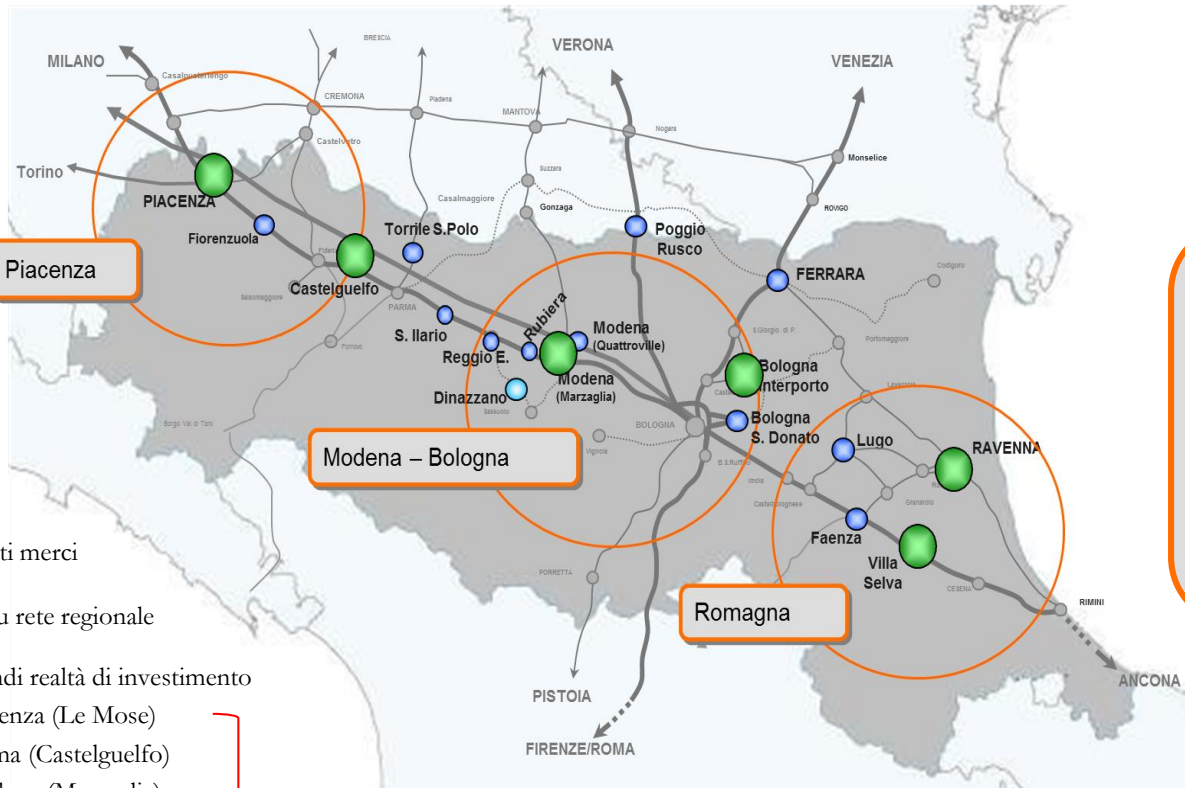 BRESCIA
VERONA
MILANO
VENEZIA
Casalpusterlengo
CREMONA
Piadena
MANTOVA
Nogara
Castelvetro
Monselice
Torino
Suzzara
PIACENZA
Casalmaggiore
Gonzaga
ROVIGO
Fiorenzuola
Torrile S.Polo
Poggio
Rusco
Piacenza
FERRARA
Codigoro
Castelguelfo
PARMA
S. Ilario
Rubiera
Modena
(Quattroville)
S.Giorgio di P.
Portomaggiore
Reggio E.
Modena
(Marzaglia)
Bologna
Interporto
Dinazzano
Sassuolo
BOLOGNA
Bologna
S. Donato
Lugo
RAVENNA
Borgo Val di Taro
Modena – Bologna
Vignola
B.S.Ruffillo
Imola
Castelbolognese
Granarolo
Faenza
Villa
Selva
ti merci
PORRETTA
CESENA
RIMINI
u rete regionale
Romagna
ndi realtà di investimento
PISTOIA
ANCONA
enza (Le Mose)
FIRENZE/ROMA
ma (Castelguelfo)